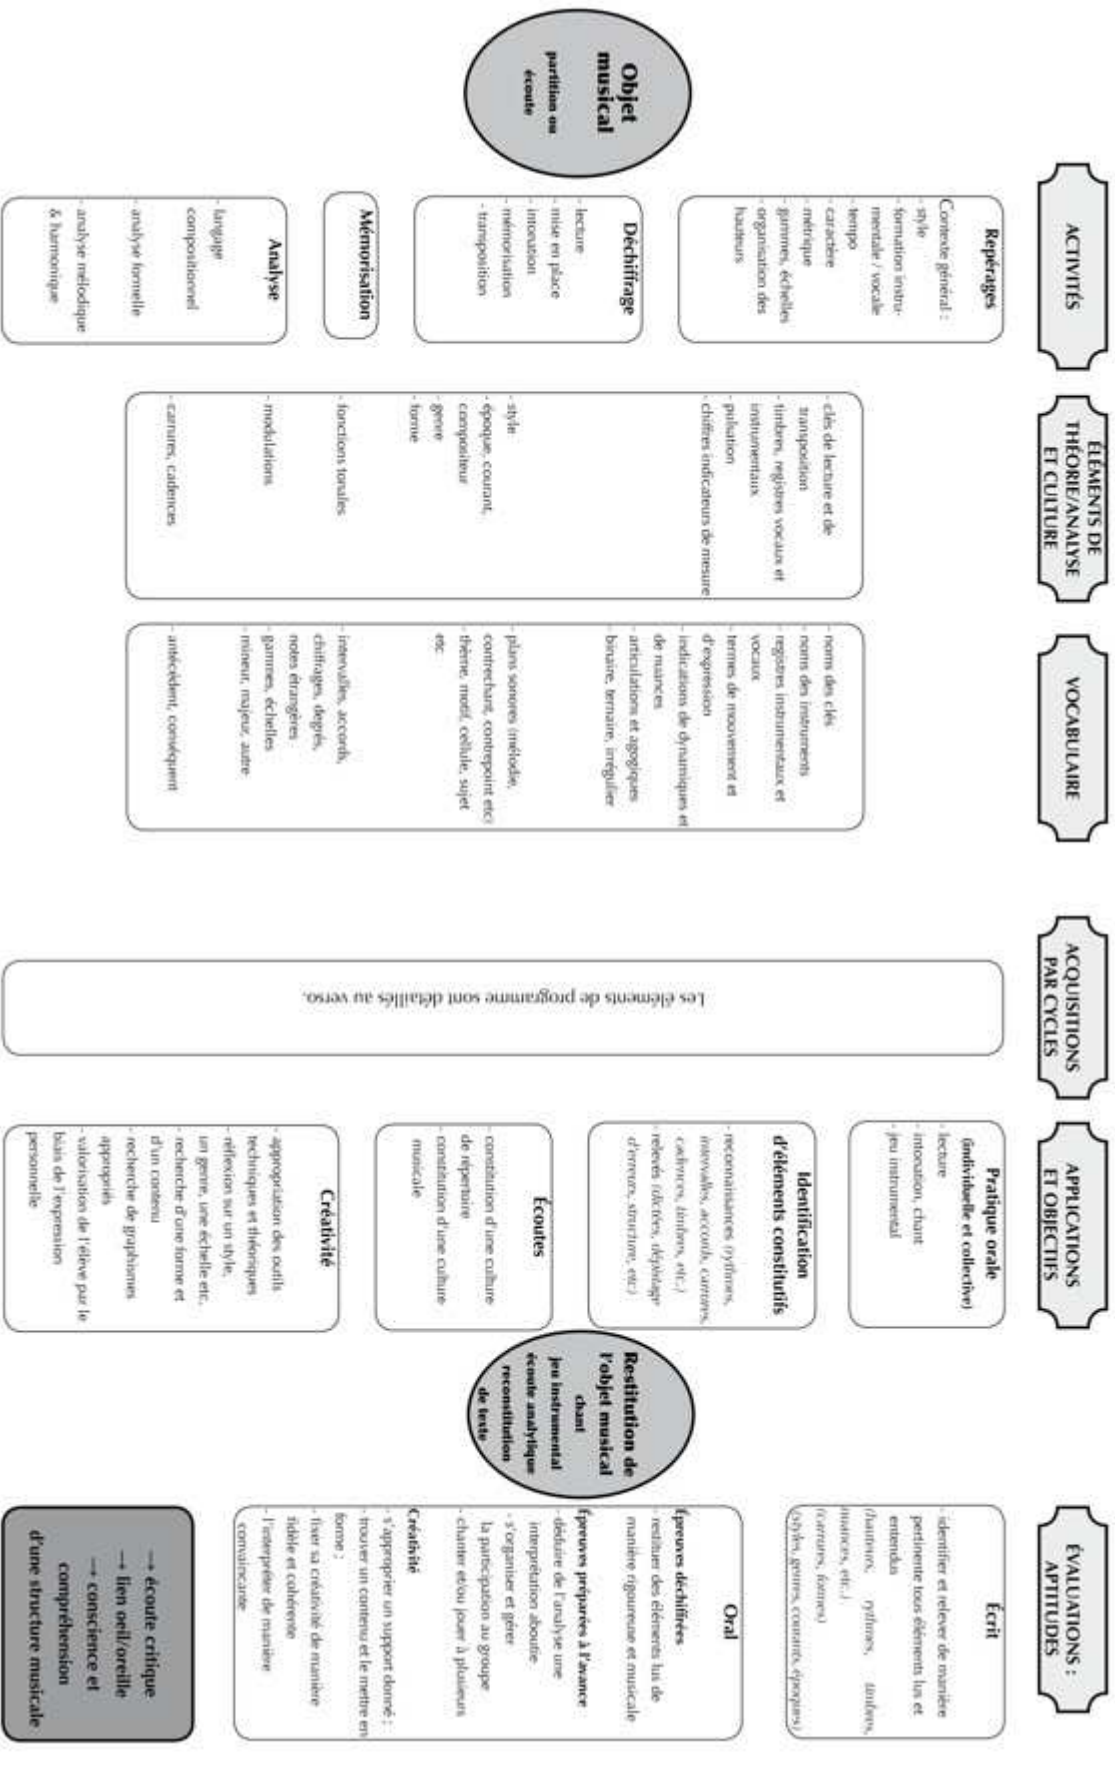 Objet
musical
partition ou
écoute
ACTIVITÉS
Repérages
Contexte général :
- style
- formation instru-
mentale / vocale
- tempo
- caractère
- métrique
- gammes, échelles
- organisation des
hauteurs
Déchiffrage
- lecture
- mise en place
- intonation
- mémorisation
- transposition
Mémorisation
Analyse
- langage
compositionnel
- analyse formelle
- analyse mélodique
& harmonique
ÉLÉMENTS DE
THÉORIE/ANALYSE
ET CULTURE
- clés de lecture et de
transposition
- timbres, registres vocaux et
instrumentaux
- pulsation
- chiffres indicateurs de mesure
- style
- époque, courant,
compositeur
- genre
- forme
- fonctions tonales
- modulations
- carrures, cadences
VOCABULAIRE
- noms des clés
- noms des instruments
- registres instrumentaux et
vocaux
- termes de mouvement et
d'expression
- indications de dynamiques et
de nuances
- articulations et agogiques
- binaire, ternaire, irrégulier
- plans sonores (mélodie,
contrechant, contrepoint etc)
- thème, motif, cellule, sujet
etc
- intervalles, accords,
chiffrages, degrés,
notes étrangères
- gammes, échelles
- mineur, majeur, autre
- antécédent, conséquent
ACQUISITIONS
PAR CYCLES
Les éléments de programme sont détaillés au verso.
APPLICATIONS
ET OBJECTIFS
Pratique orale
(individuelle et collective)
- lecture
- intonation, chant
- jeu instrumental
Identification
d'éléments constitutifs
- reconnaissances (rythmes,
intervalles, accords, carrures,
cadences, timbres, etc.)
- relevés (dictées, dépistage
d'erreurs, structure, etc)
Écoutes
- constitution d'une culture
de répertoire
- constitution d'une culture
musicale
Créativité
- appropriation des outils
techniques et théoriques
- réflexion sur un style,
un genre, une échelle etc.
- recherche d'une forme et
d'un contenu
- recherche de graphismes
appropriés
- valorisation de l'élève par le
biais de l'expression
personnelle
Restitution de
l'objet musical
chant
jeu instrumental
écoute analytique
reconstitution
de texte
ÉVALUATIONS :
APTITUDES
Écrit
- identifier et relever de manière
pertinente tous éléments lus et
entendus
(hauteurs, rythmes, timbres,
nuances, etc..)
(carrures, formes)
(styles, genres, courants, époques)
Oral
Épreuves déchiffrées
- restituer des éléments lus de
manière rigoureuse et musicale
Épreuves préparées à l'avance
- déduire de l'analyse une
interprétation aboutie
- s'organiser et gérer
la participation au groupe
- chanter et/ou jouer à plusieurs
Créativité
- s'approprier un support donné ;
- trouver un contenu et le mettre en
forme ;
- fixer sa créativité de manière
fidèle et cohérente
- l'interpréter de manière
convaincante
→ écoute critique
→ lien oeil/oreille
→ conscience et
compréhension
d'une structure musicale